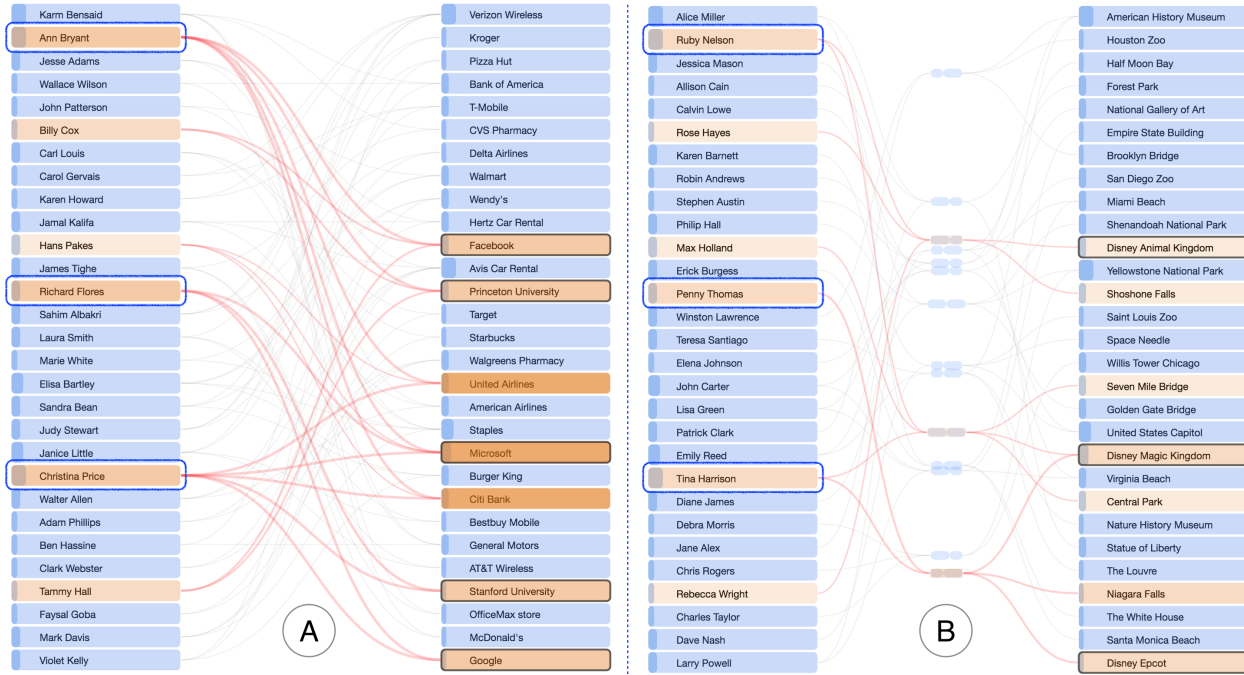 Karm Bensaid
Ann Bryant
Jesse Adams
Wallace Wilson
John Patterson
Billy Cox
Carl Louis
Carol Gervais
Karen Howard
Jamal Kalifa
Hans Pakes
James Tighe
Richard Flores
Sahim Albakri
Laura Smith
Marie White
Elisa Bartley
Sandra Bean
Judy Stewart
Janice Little
Christina Price
Walter Allen
Adam Phillips
Ben Hassine
Clark Webster
Tammy Hall
Faysal Goba
Mark Davis
Violet Kelly
A
Verizon Wireless
Kroger
Pizza Hut
Bank of America
T-Mobile
CVS Pharmacy
Delta Airlines
Walmart
Wendy's
Hertz Car Rental
Facebook
Avis Car Rental
Princeton University
Target
Starbucks
Walgreens Pharmacy
United Airlines
American Airlines
Staples
Microsoft
Burger King
Citi Bank
Bestbuy Mobile
General Motors
AT&T Wireless
Stanford University
OfficeMax store
McDonald's
Google
Alice Miller
Ruby Nelson
Jessica Mason
Allison Cain
Calvin Lowe
Rose Hayes
Karen Barnett
Robin Andrews
Stephen Austin
Philip Hall
Max Holland
Erick Burgess
Penny Thomas
Winston Lawrence
Teresa Santiago
Elena Johnson
John Carter
Lisa Green
Patrick Clark
Emily Reed
Tina Harrison
Diane James
Debra Morris
Jane Alex
Chris Rogers
Rebecca Wright
Charles Taylor
Dave Nash
Larry Powell
B
American History Museum
Houston Zoo
Half Moon Bay
Forest Park
National Gallery of Art
Empire State Building
Brooklyn Bridge
San Diego Zoo
Miami Beach
Shenandoah National Park
Disney Animal Kingdom
Yellowstone National Park
Shoshone Falls
Saint Louis Zoo
Space Needle
Willis Tower Chicago
Seven Mile Bridge
Golden Gate Bridge
United States Capitol
Disney Magic Kingdom
Virginia Beach
Central Park
Nature History Museum
Statue of Liberty
The Louvre
Niagara Falls
The White House
Santa Monica Beach
Disney Epcot